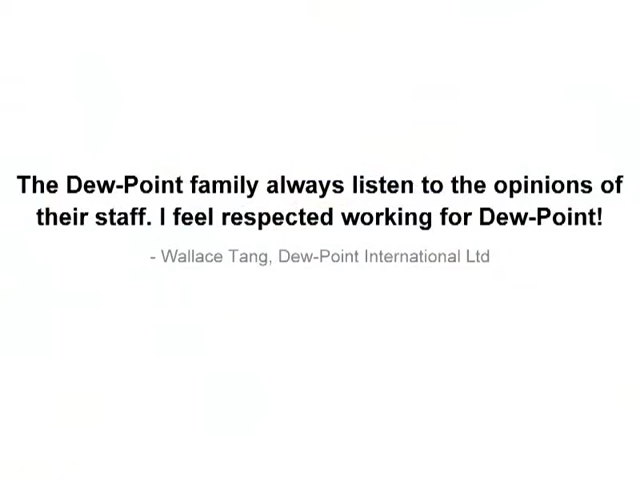 The Dew-Point family always listen to the opinions of
their staff. I feel respected working for Dew-Point!
- Wallace Tang, Dew-Point International Ltd